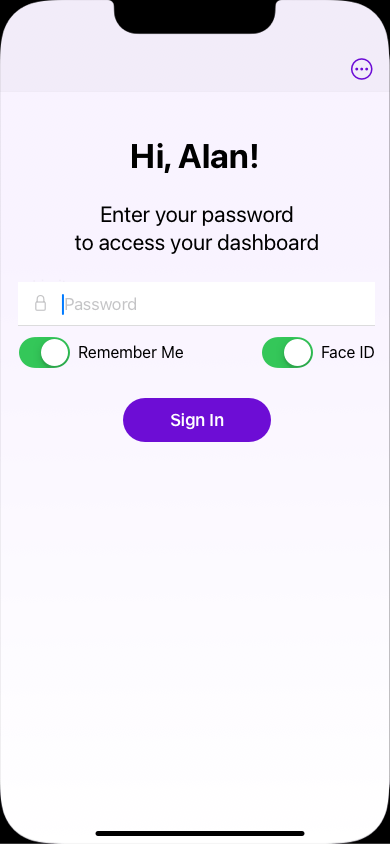 Hi, Alan!
Enter your password
to access your dashboard
Password
Remember Me
Face ID
Sign In